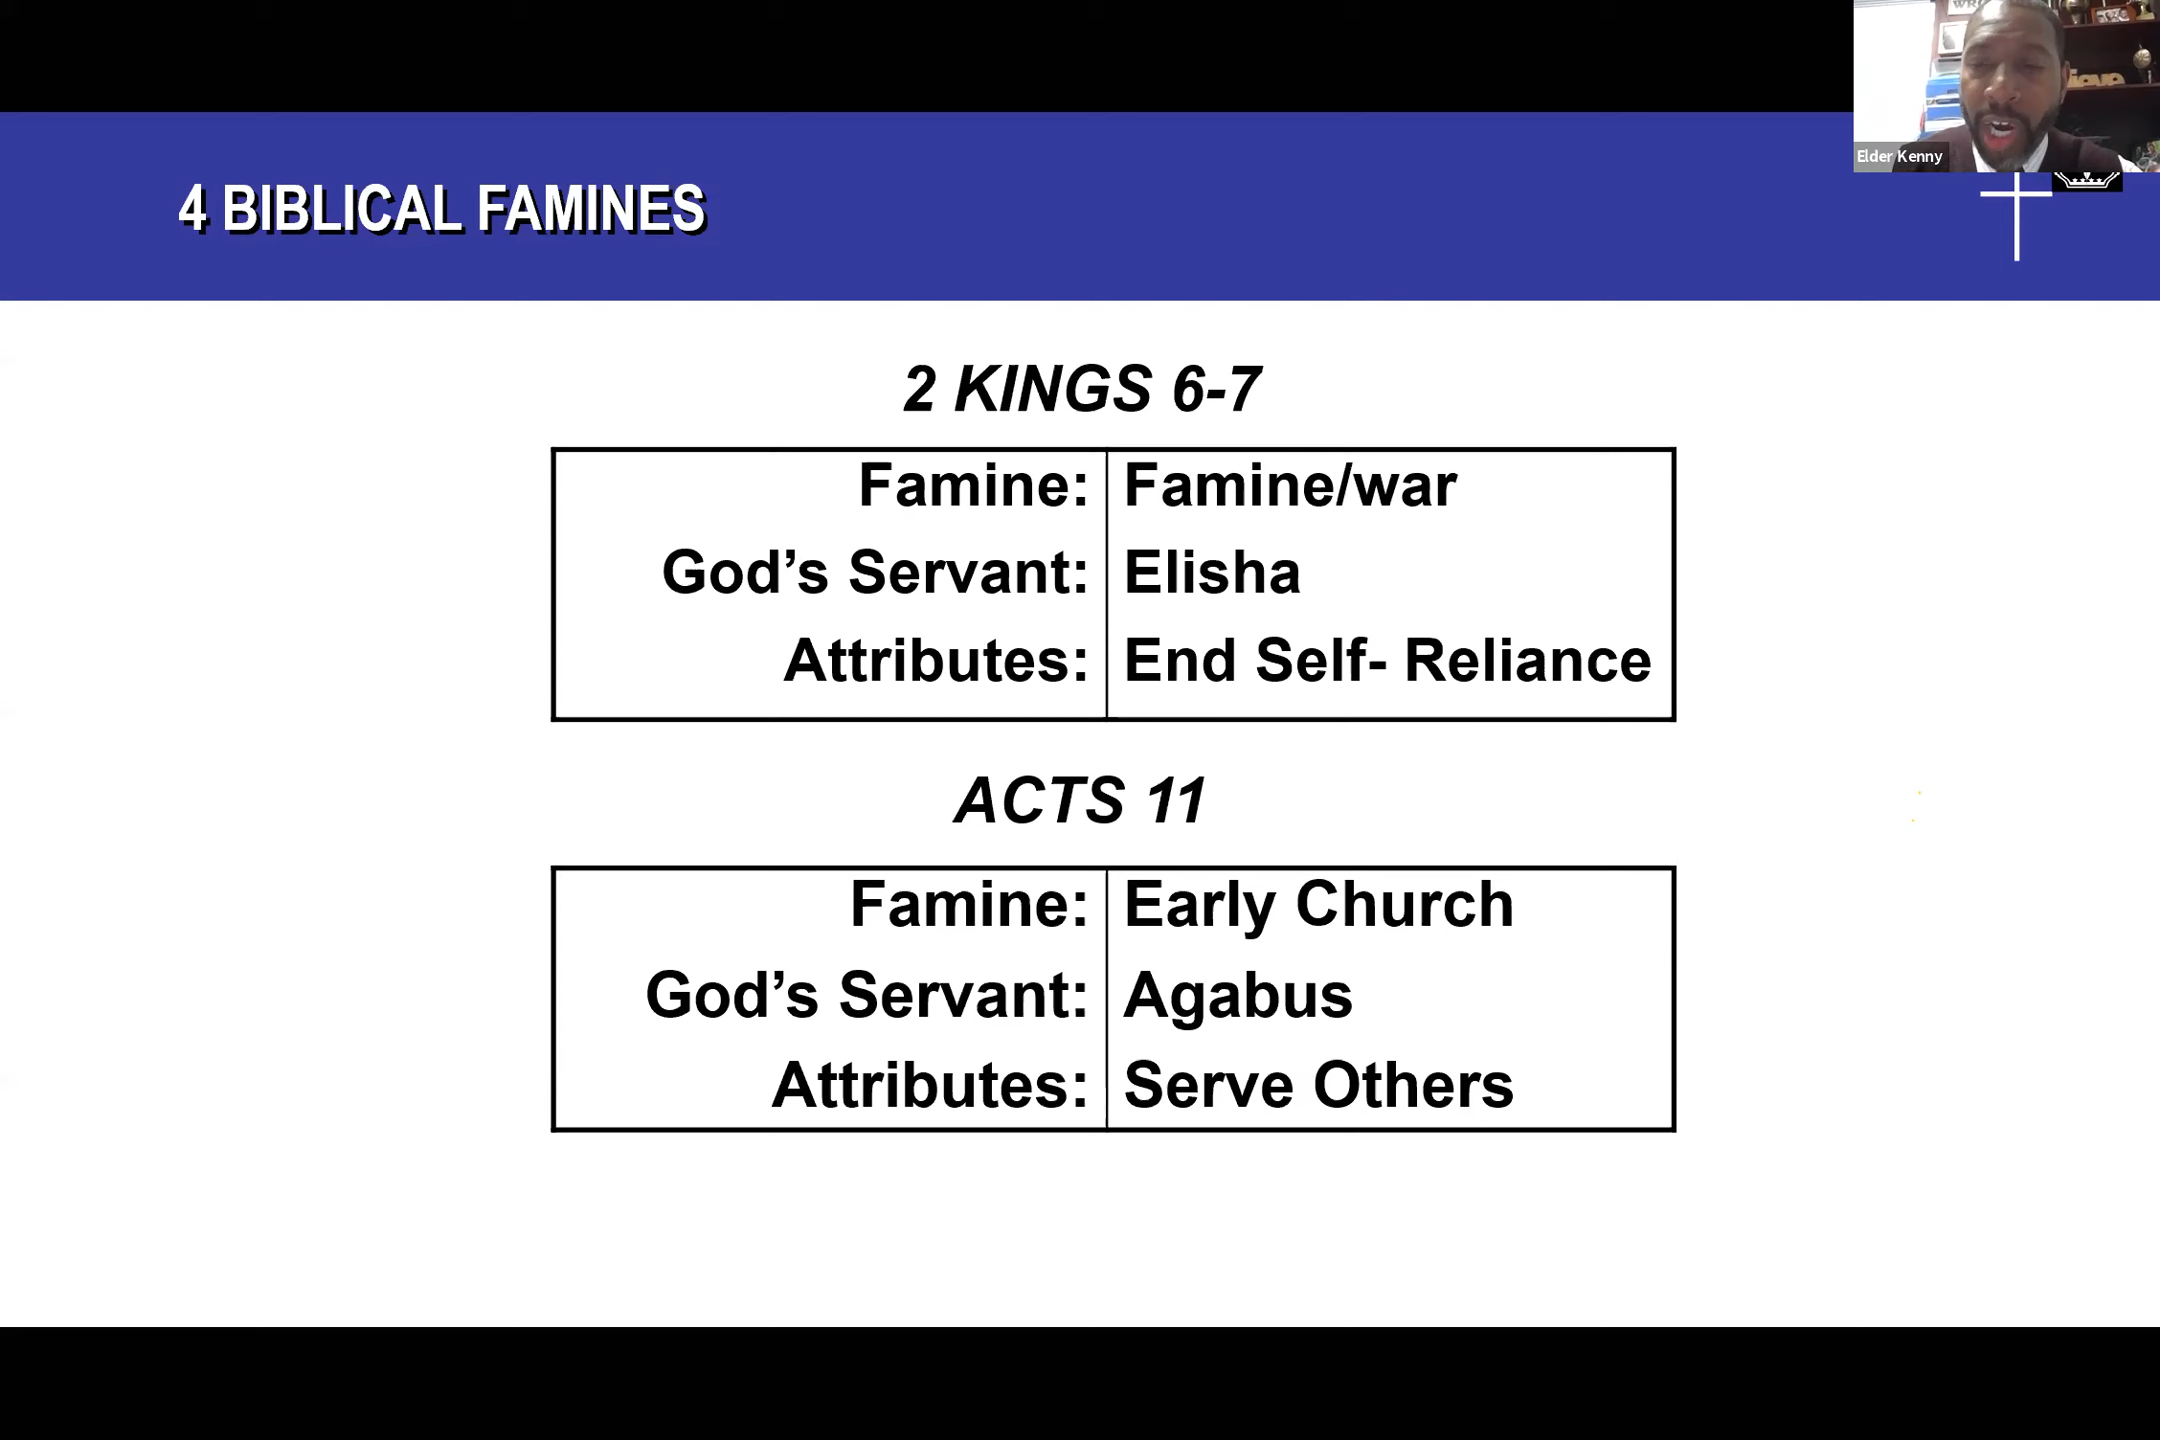 Elder Kenny
4 BIBLICAL FAMINES
2 KINGS 6-7
Famine: Famine/war
God’s Servant: Elisha
Attributes: End Self- Reliance
ACTS 11
Famine: Early Church
God’s Servant: Agabus
Attributes: Serve Others